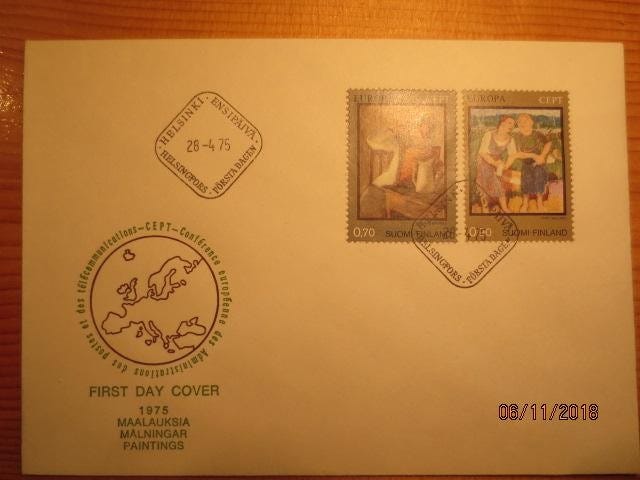 HELSINKI · ENSIPÄIVÄ ·
28-4 75
HELSINGFORS · FÖRSTA DAGEN
EUROPA CEPT
0,70 SUOMI-FINLAND
EUROPA CEPT
0,90 SUOMI-FINLAND
ENSIPÄIVÄ
HELSINGFORS · FÖRSTA DAGEN
CEPT-Conférence européenne des Administrations des postes et des télécommunications-
FIRST DAY COVER
1975
MAALAUKSIA
MÅLNINGAR
PAINTINGS
06/11/2018